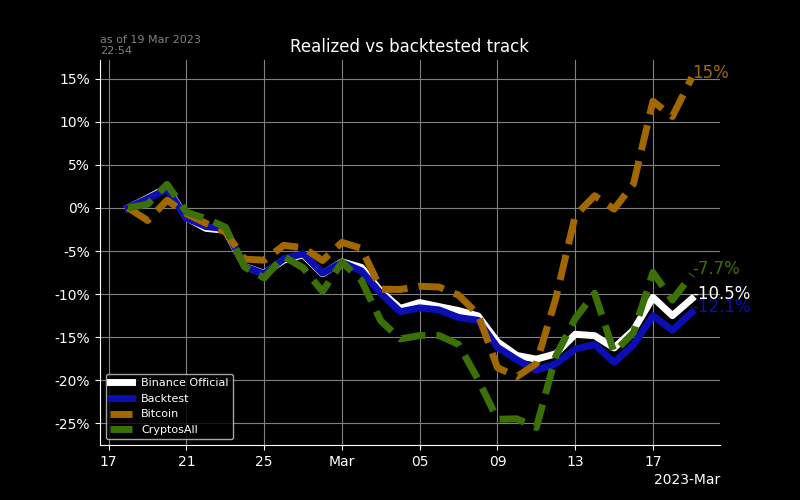 as of 19 Mar 2023
22:54
Realized vs backtested track
15%
10%
5%
0%
-5%
-10%
-15%
-20%
-25%
15%
-7.7%
-10.5%
-12.1%
Binance Official
Backtest
Bitcoin
CryptosAll
17 21 25 Mar 05 09 13 17
2023-Mar